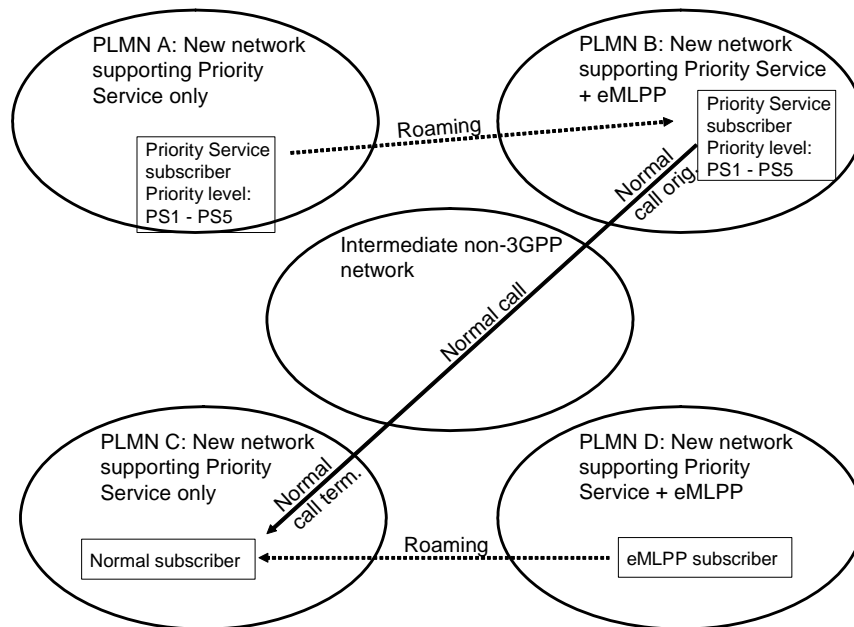 PLMN A: New network
supporting Priority
Service only
PLMN B: New network
supporting Priority Service
+ eMLPP
Roaming
Priority Service
subscriber
Priority level:
PS1 - PS5
Priority Service
subscriber
Priority level:
PS1 - PS5
Normal
call orig.
Intermediate non-3GPP
network
Normal call
PLMN C: New network
supporting Priority
Service only
PLMN D: New network
supporting Priority
Service + eMLPP
Normal
call term.
Normal subscriber
Roaming
eMLPP subscriber